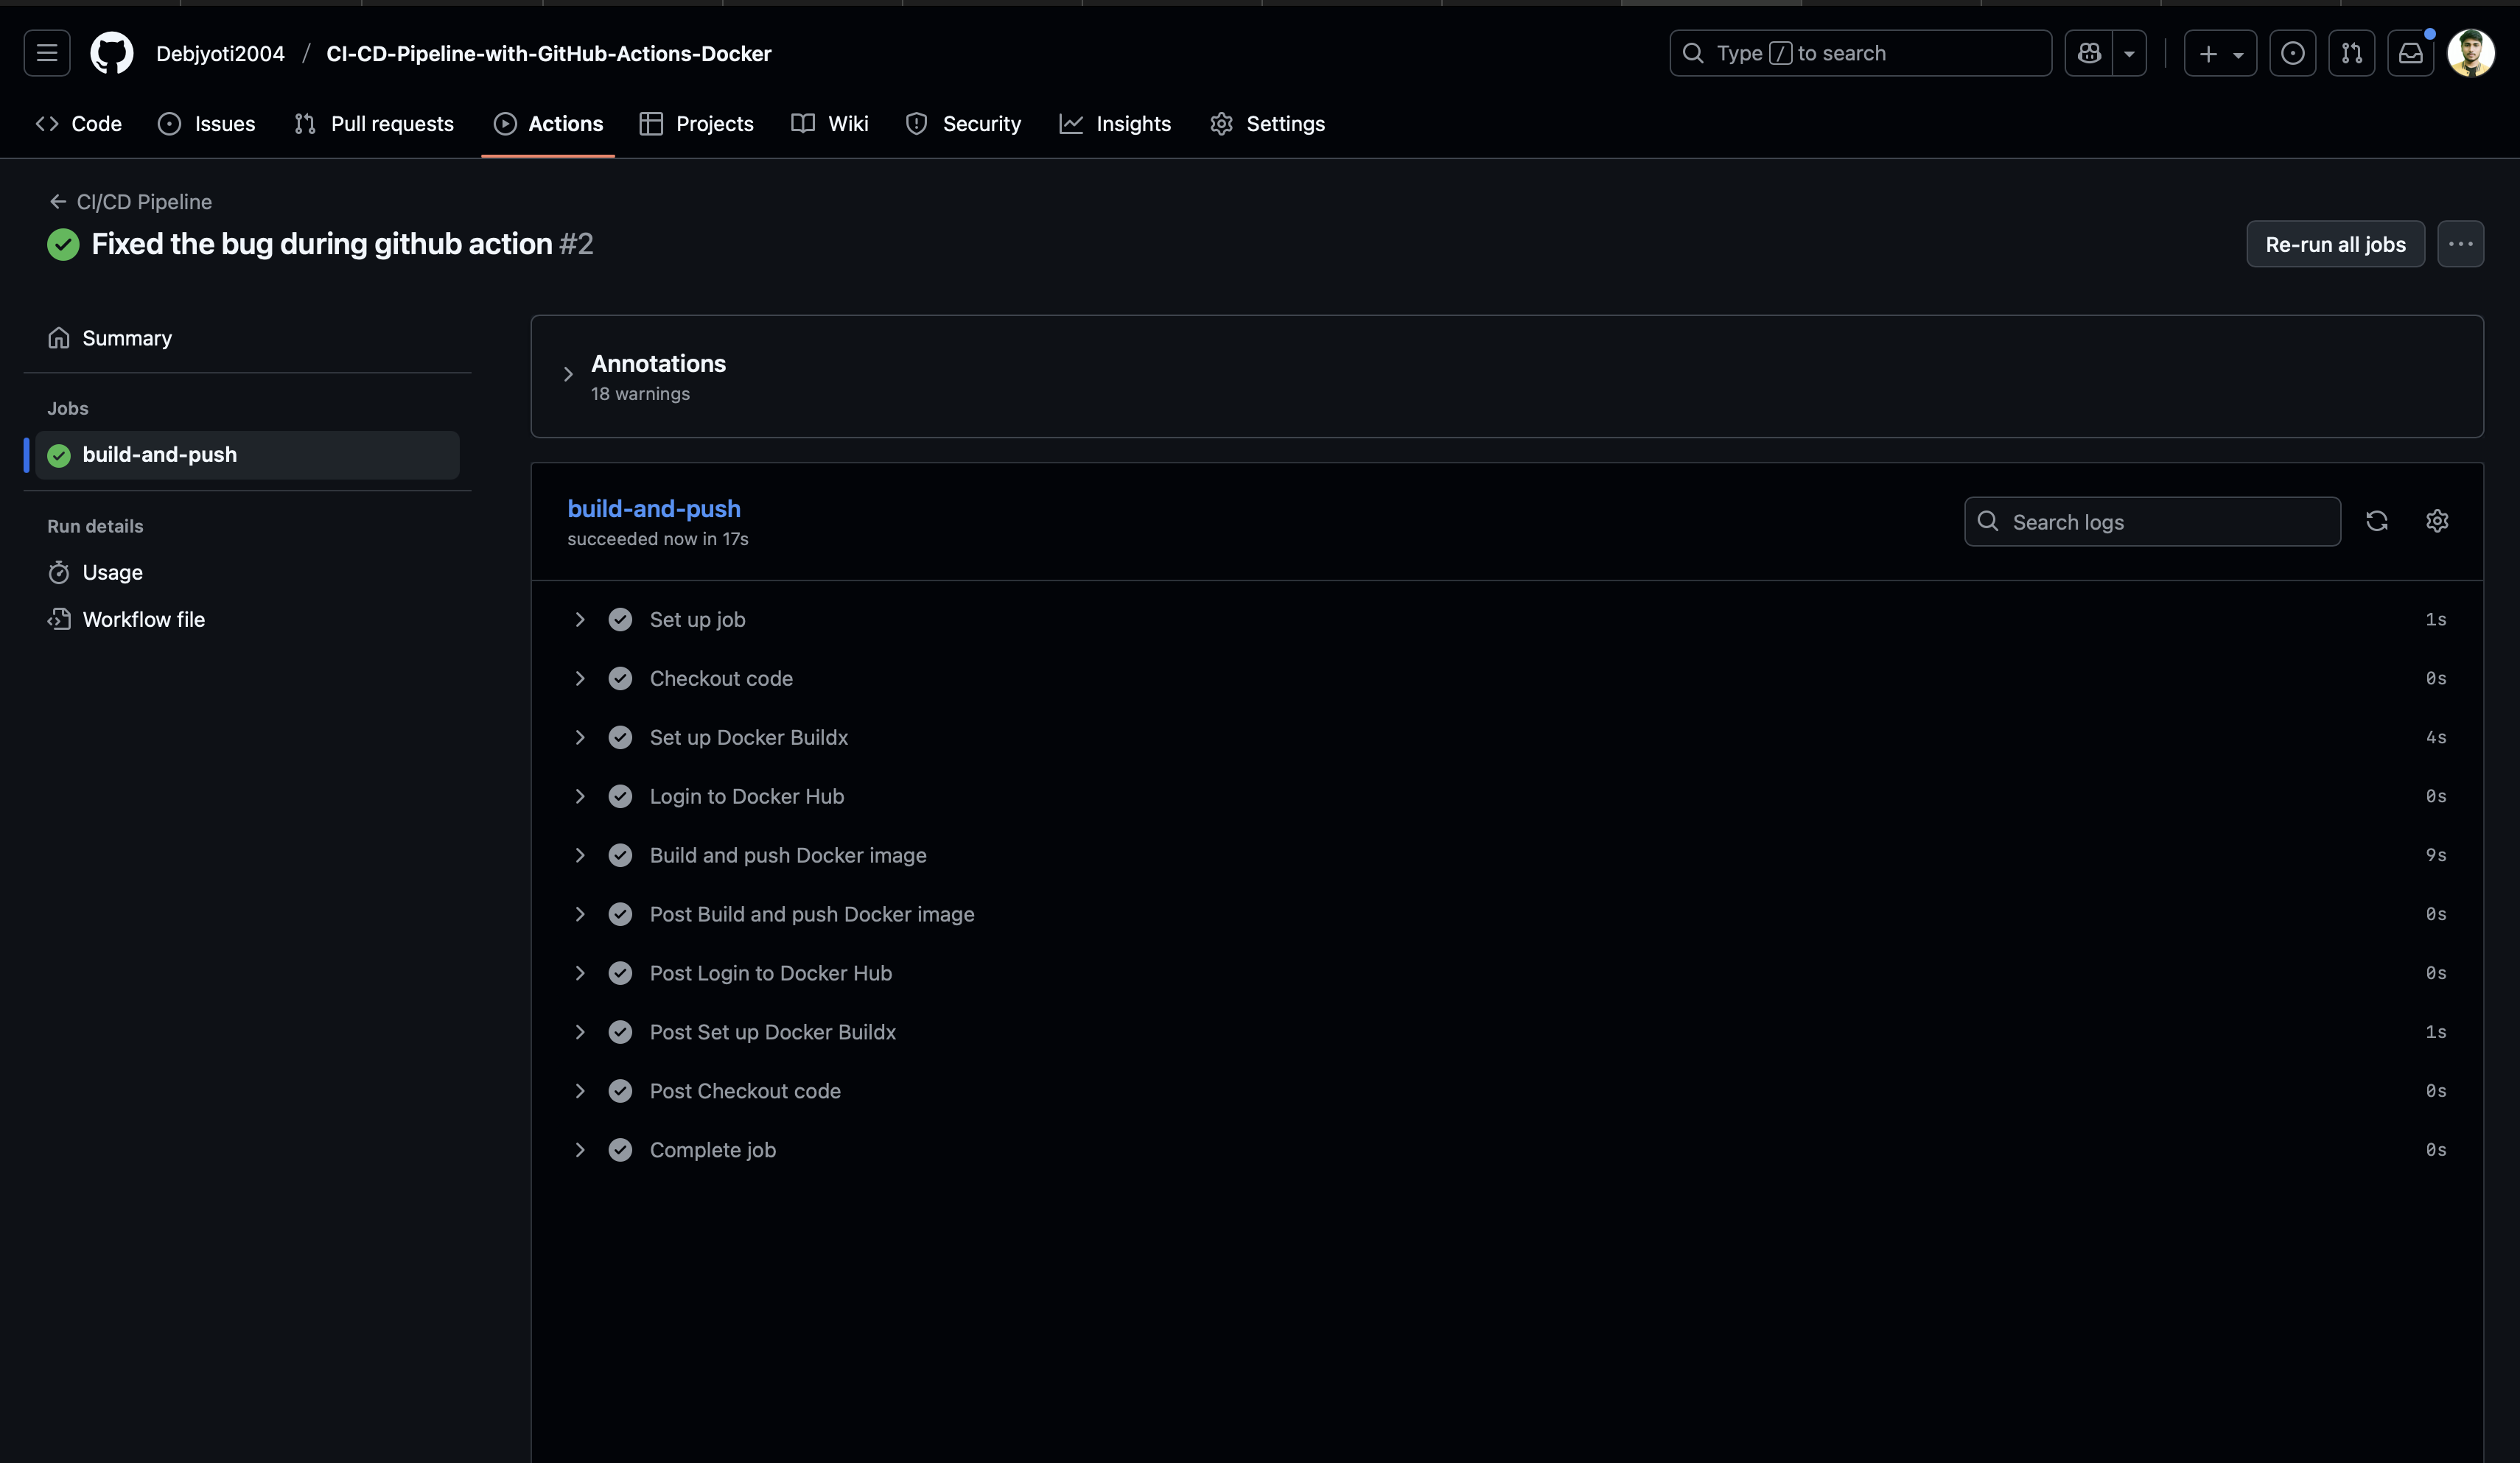 Debjyoti2004 / CI-CD-Pipeline-with-GitHub-Actions-Docker
Type / to search
Code
Issues
Pull requests
Actions
Projects
Wiki
Security
Insights
Settings
CI/CD Pipeline
Fixed the bug during github action #2
Re-run all jobs
Summary
Jobs
build-and-push
Run details
Usage
Workflow file
Annotations
18 warnings
build-and-push
succeeded now in 17s
Search logs
Set up job 1s
Checkout code 0s
Set up Docker Buildx 4s
Login to Docker Hub 0s
Build and push Docker image 9s
Post Build and push Docker image 0s
Post Login to Docker Hub 0s
Post Set up Docker Buildx 1s
Post Checkout code 0s
Complete job 0s